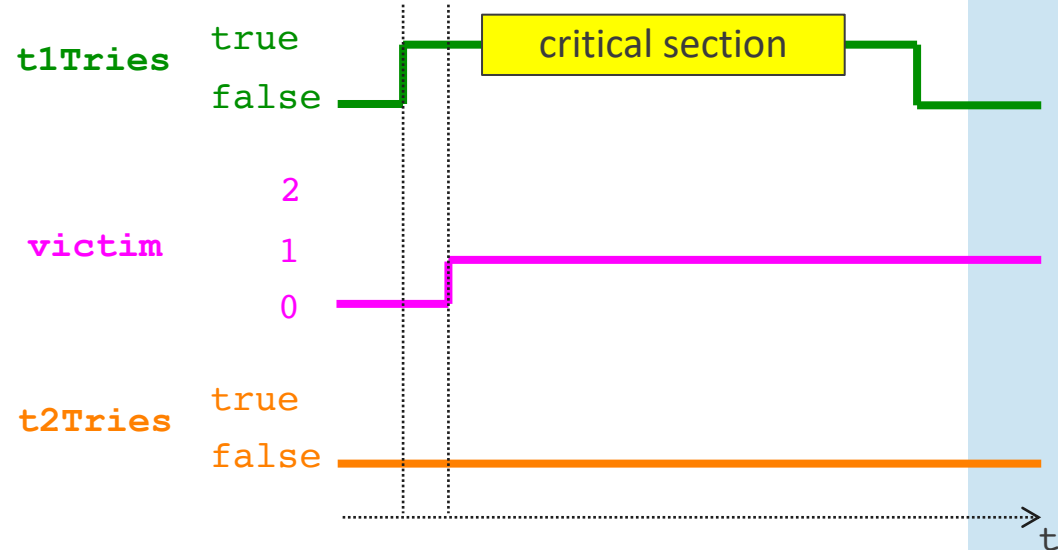 true
critical section
t1Tries
false
2
victim
1
0
true
t2Tries
false
t